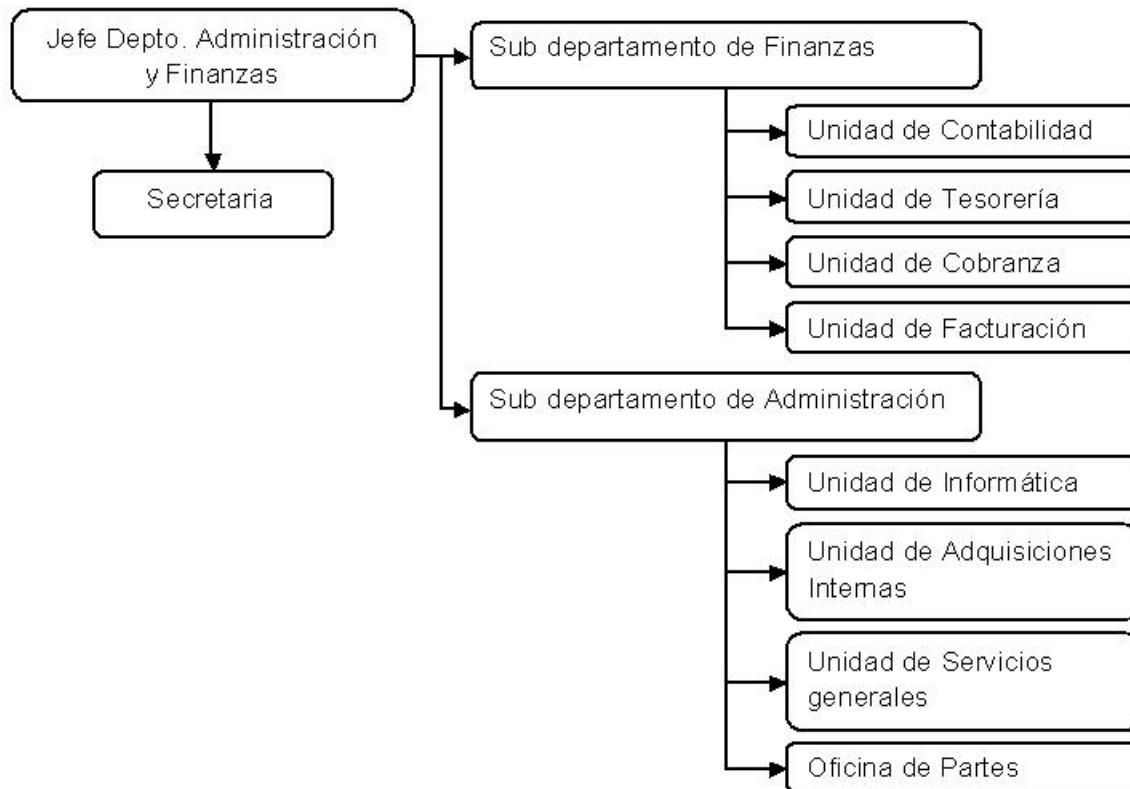 Jefe Depto. Administración
y Finanzas
Secretaria
Sub departamento de Finanzas
Unidad de Contabilidad
Unidad de Tesorería
Unidad de Cobranza
Unidad de Facturación
Sub departamento de Administración
Unidad de Informática
Unidad de Adquisiciones
Internas
Unidad de Servicios
generales
Oficina de Partes